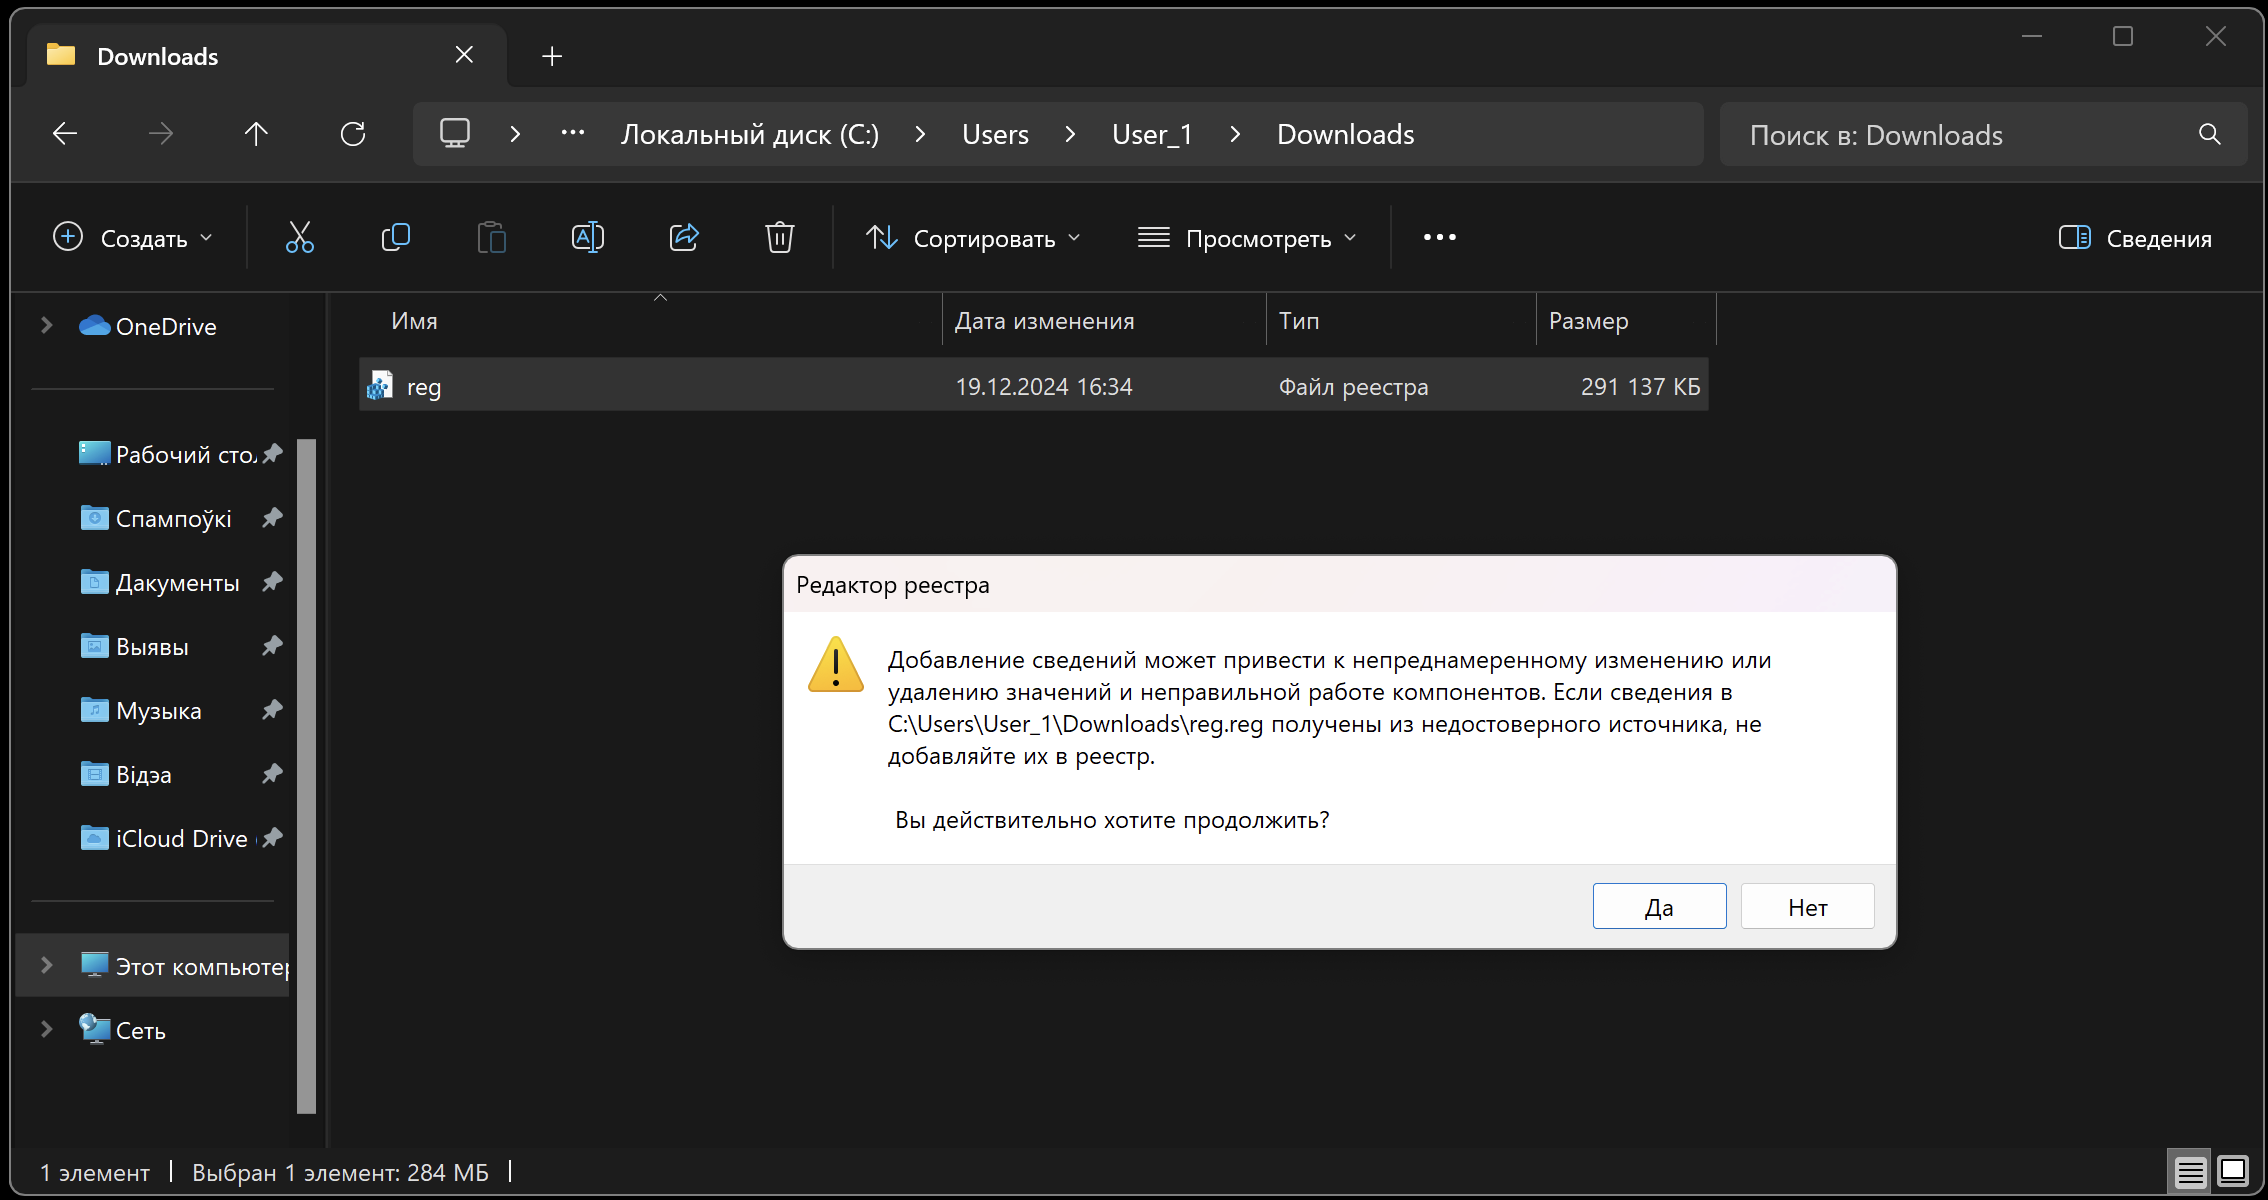 Downloads
Локальный диск (C:)
Users
User_1
Downloads
Поиск в: Downloads
Создать
Сортировать
Просмотреть
Сведения
Имя
Дата изменения
Тип
Размер
reg
19.12.2024 16:34
Файл реестра
291 137 КБ
OneDrive
Рабочий стол
Спампоўкі
Дакументы
Выявы
Музыка
Відэа
iCloud Drive
Этот компьютер
Сеть
Редактор реестра
Добавление сведений может привести к непреднамеренному изменению или
удалению значений и неправильной работе компонентов. Если сведения в
C:\Users\User_1\Downloads\reg.reg получены из недостоверного источника, не
добавляйте их в реестр.
Вы действительно хотите продолжить?
Да
Нет
1 элемент
Выбран 1 элемент: 284 МБ